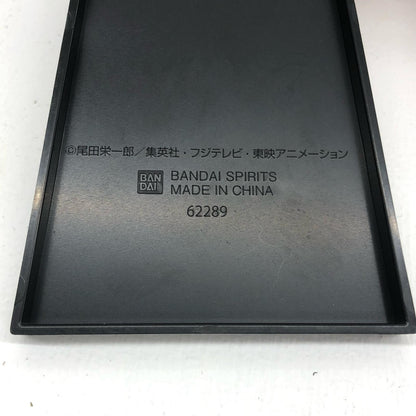 ©尾田栄一郎／集英社・フジテレビ・東映アニメーション
BAN
DAI
BANDAI SPIRITS
MADE IN CHINA
62289